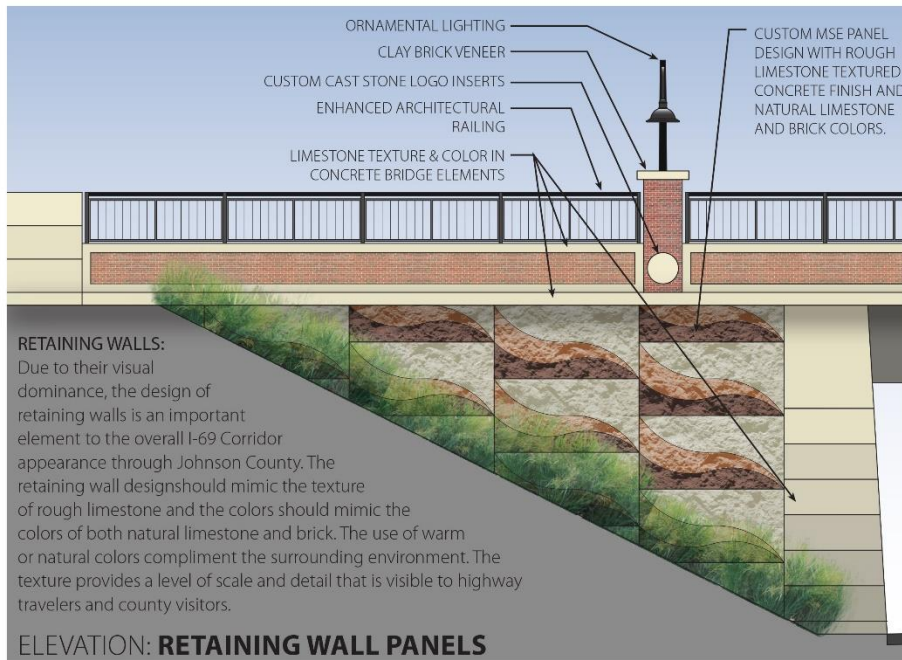 ORNAMENTAL LIGHTING
CLAY BRICK VENEER
CUSTOM CAST STONE LOGO INSERTS
ENHANCED ARCHITECTURAL
RAILING
LIMESTONE TEXTURE & COLOR IN
CONCRETE BRIDGE ELEMENTS
CUSTOM MSE PANEL
DESIGN WITH ROUGH
LIMESTONE TEXTURED
CONCRETE FINISH AND
NATURAL LIMESTONE
AND BRICK COLORS.
RETAINING WALLS:
Due to their visual
dominance, the design of
retaining walls is an important
element to the overall I-69 Corridor
appearance through Johnson County. The
retaining wall designshould mimic the texture
of rough limestone and the colors should mimic the
colors of both natural limestone and brick. The use of warm
or natural colors compliment the surrounding environment. The
texture provides a level of scale and detail that is visible to highway
travelers and county visitors.
ELEVATION: RETAINING WALL PANELS